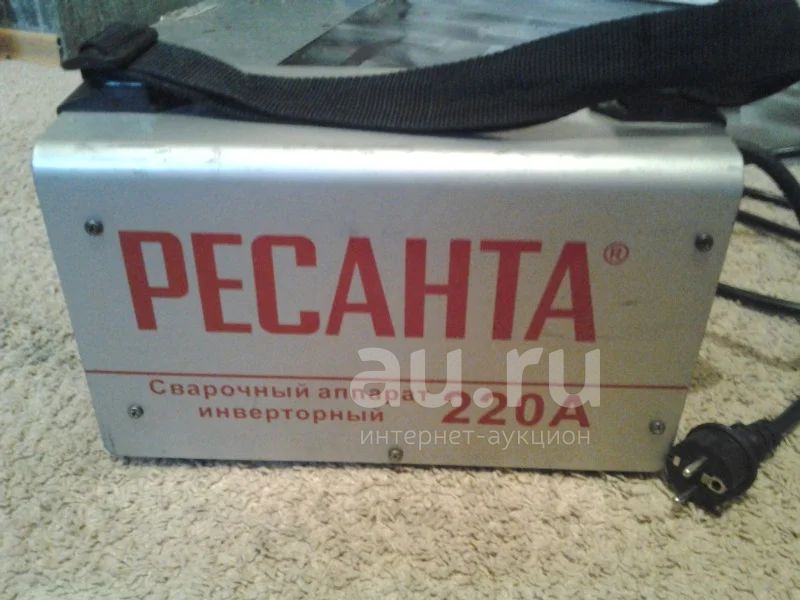 РЕСАНТА®
Сварочный аппарат
инверторный 220А
au.ru
интернет-аукцион